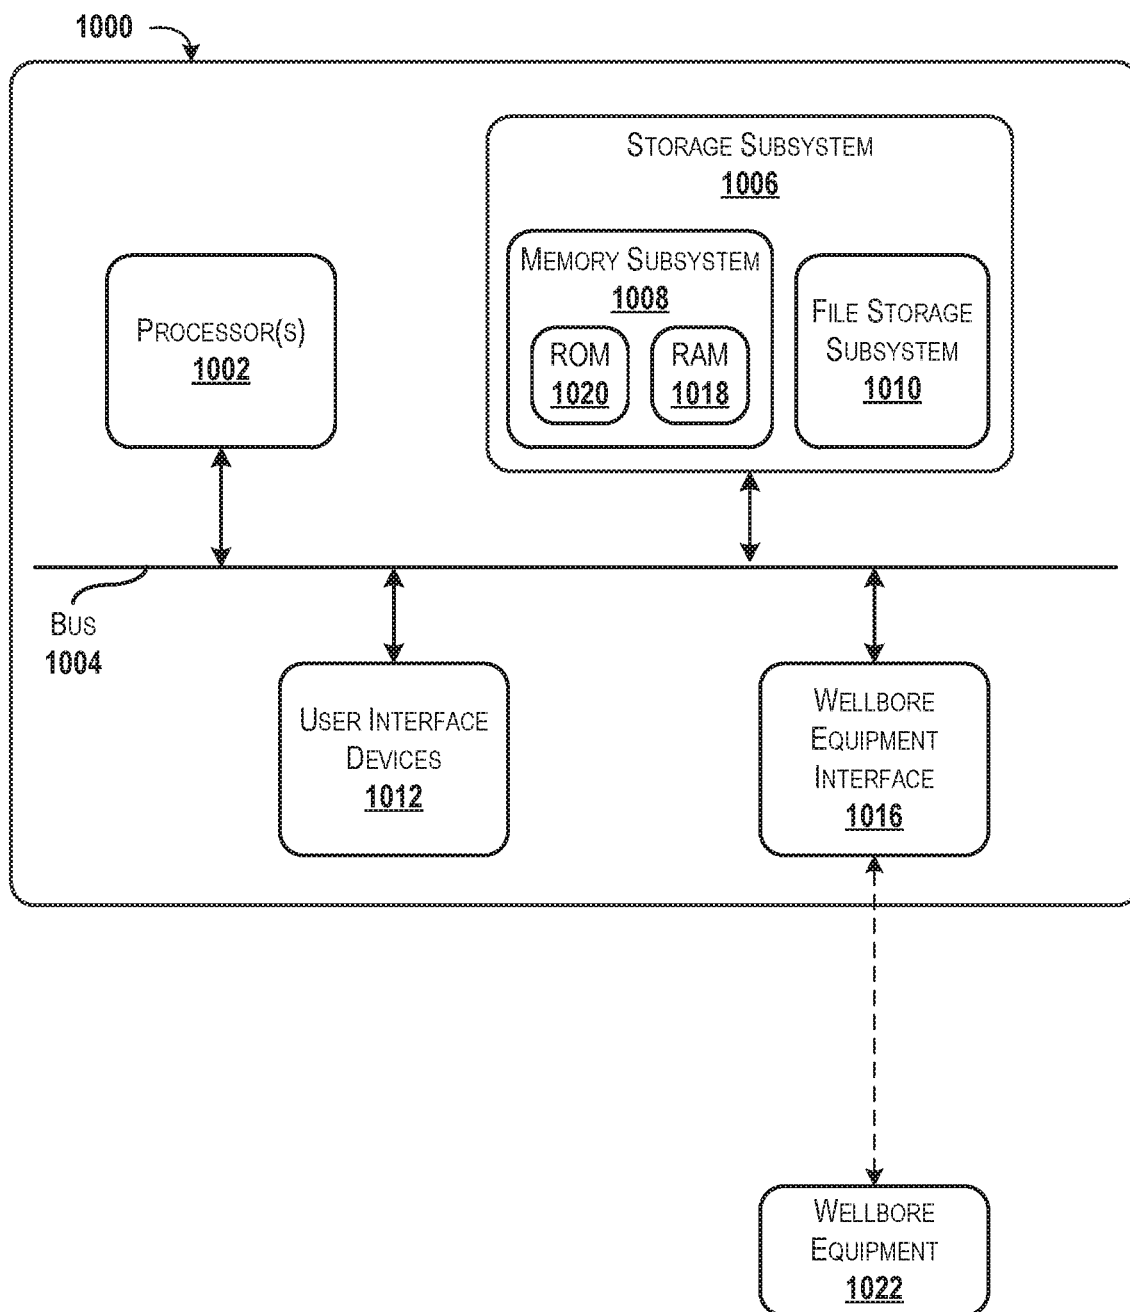 1000
STORAGE SUBSYSTEM
1006
MEMORY SUBSYSTEM
1008
ROM
1020
RAM
1018
FILE STORAGE
SUBSYSTEM
1010
PROCESSOR(S)
1002
BUS
1004
USER INTERFACE
DEVICES
1012
WELLBORE
EQUIPMENT
INTERFACE
1016
WELLBORE
EQUIPMENT
1022